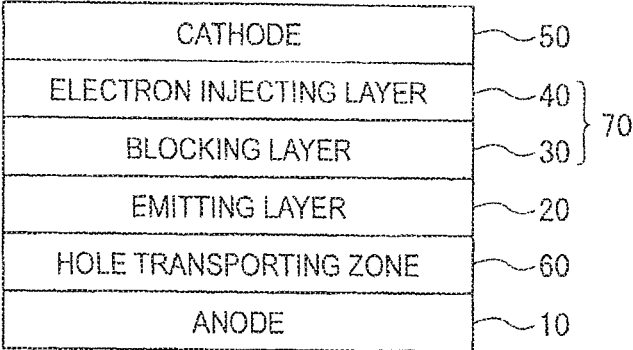 CATHODE 50
ELECTRON INJECTING LAYER 40
70
BLOCKING LAYER 30
EMITTING LAYER 20
HOLE TRANSPORTING ZONE 60
ANODE 10